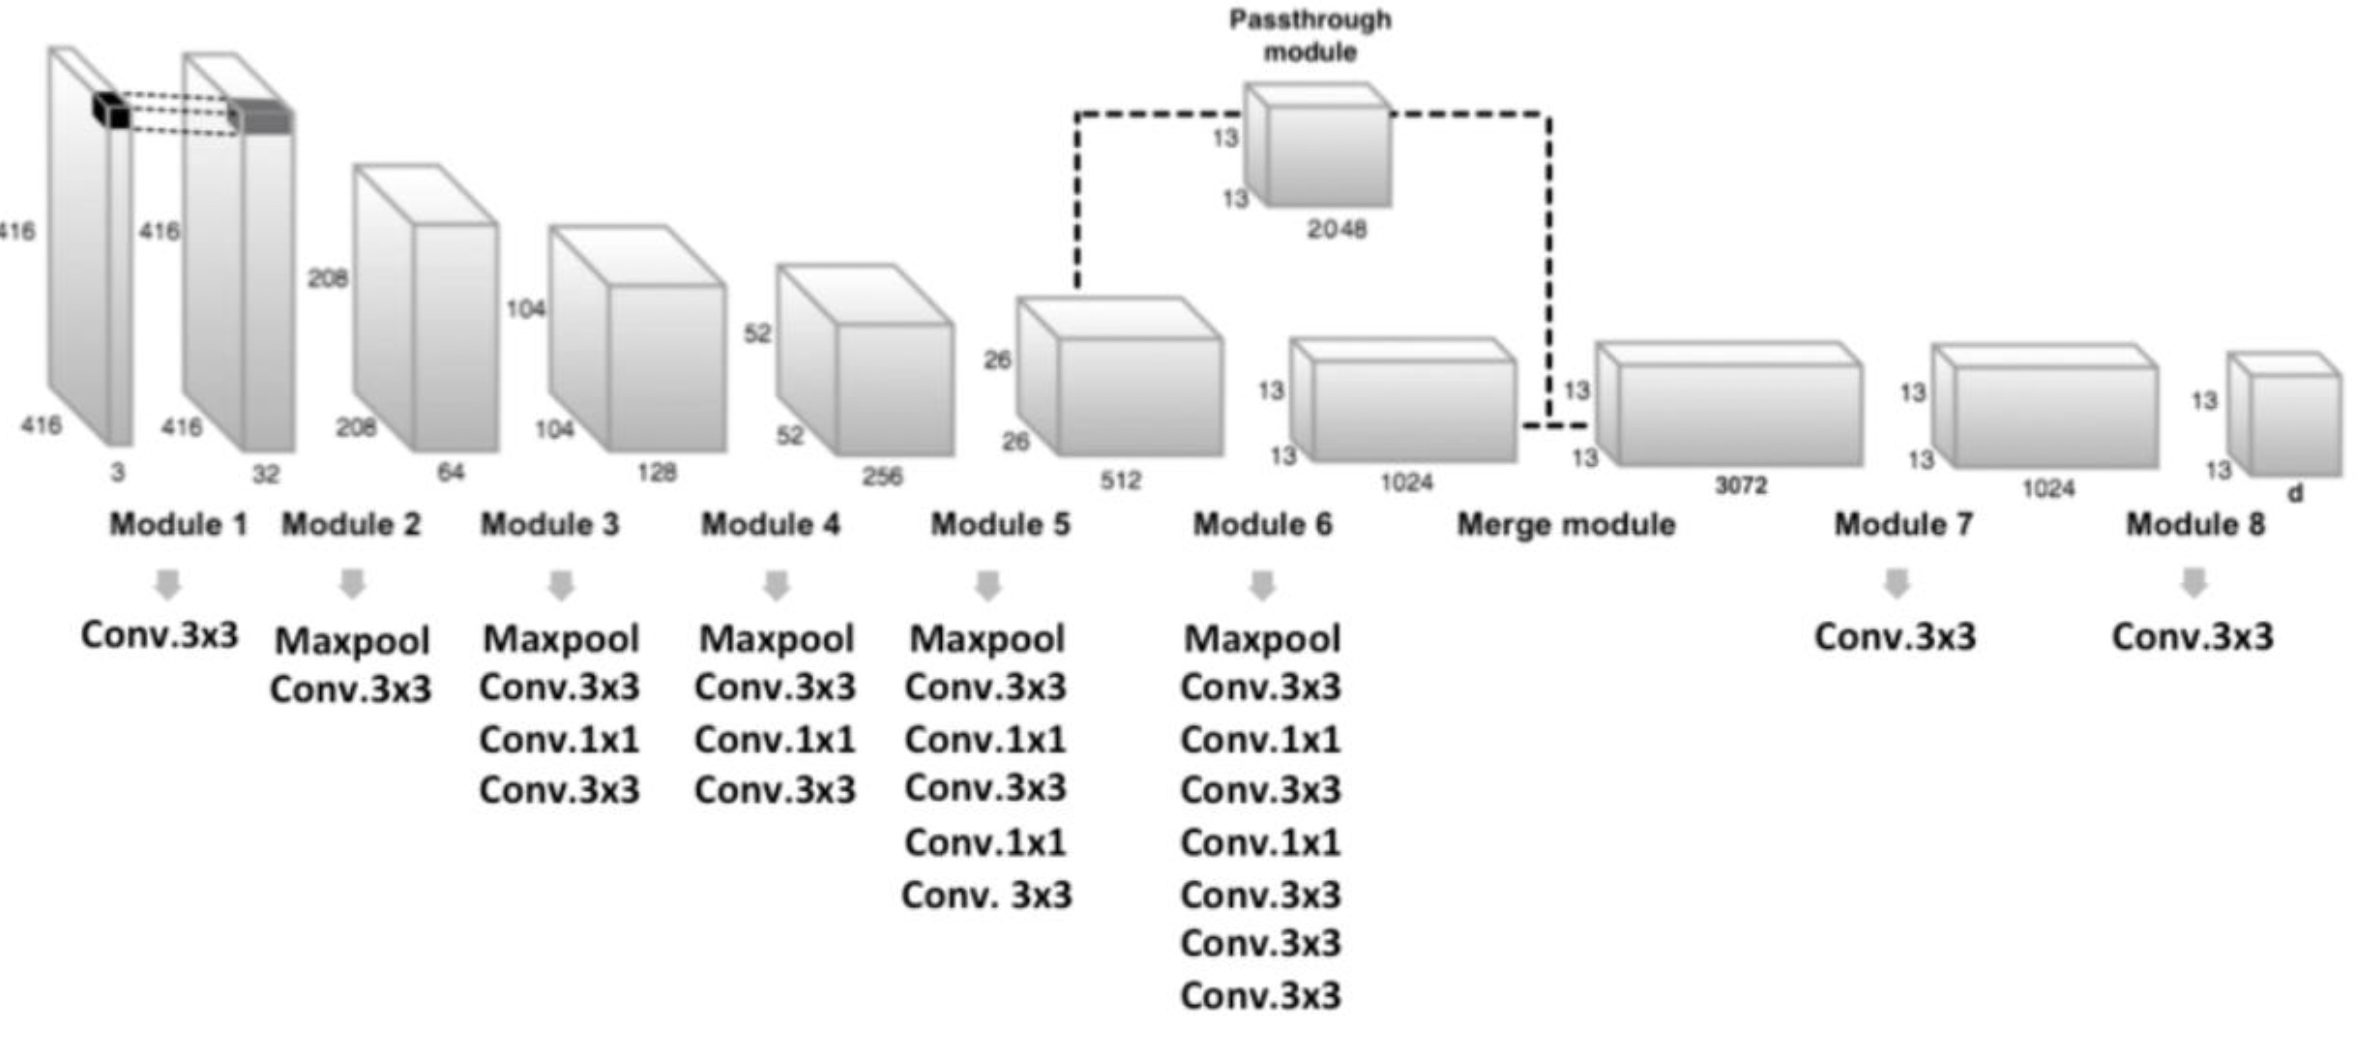 Passthrough
module
13
13
2048
416
416
3
416
416
32
208
208
64
104
104
128
52
52
256
26
26
512
13
13
1024
13
13
3072
13
13
1024
13
13
d
Module 1
Module 2
Module 3
Module 4
Module 5
Module 6
Merge module
Module 7
Module 8
Conv.3x3
Maxpool
Conv.3x3
Maxpool
Conv.3x3
Conv.1x1
Conv.3x3
Maxpool
Conv.3x3
Conv.1x1
Conv.3x3
Maxpool
Conv.3x3
Conv.1x1
Conv.3x3
Conv.1x1
Conv. 3x3
Maxpool
Conv.3x3
Conv.1x1
Conv.3x3
Conv.1x1
Conv.3x3
Conv.3x3
Conv.3x3
Conv.3x3
Conv.3x3